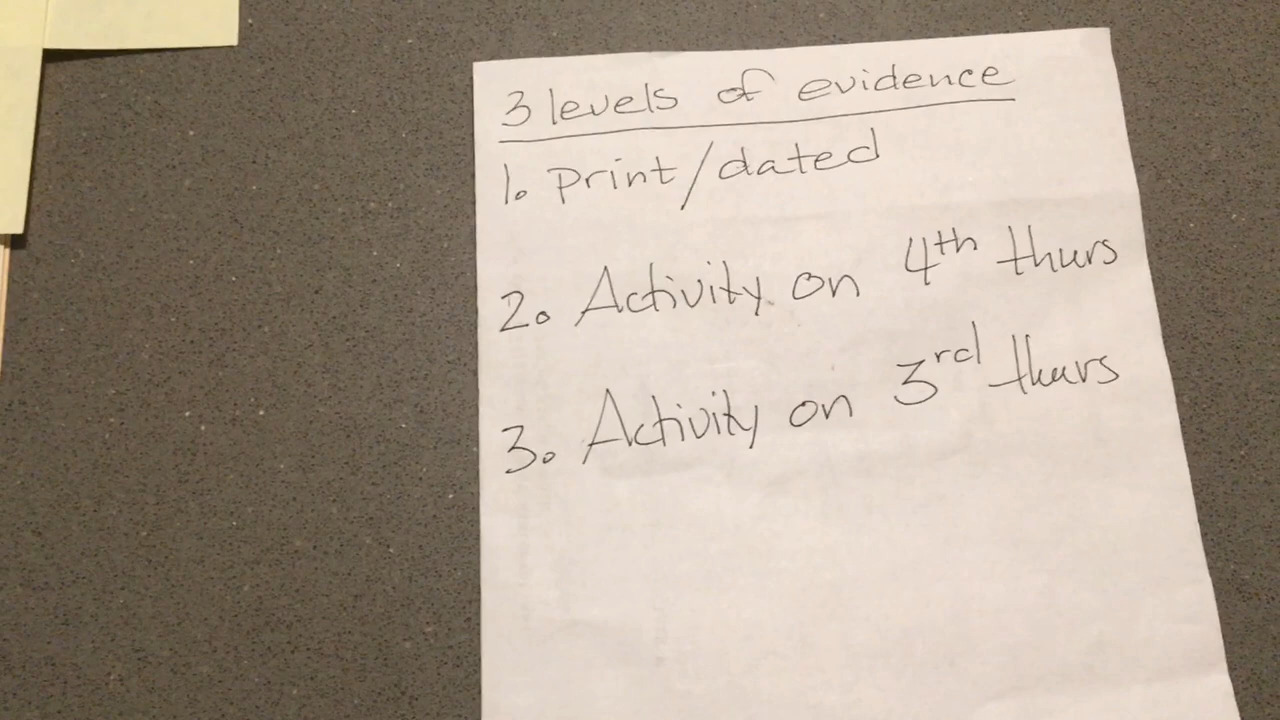 3 levels of evidence
1. Print/dated
2. Activity on 4th thurs
3. Activity on 3rd thurs